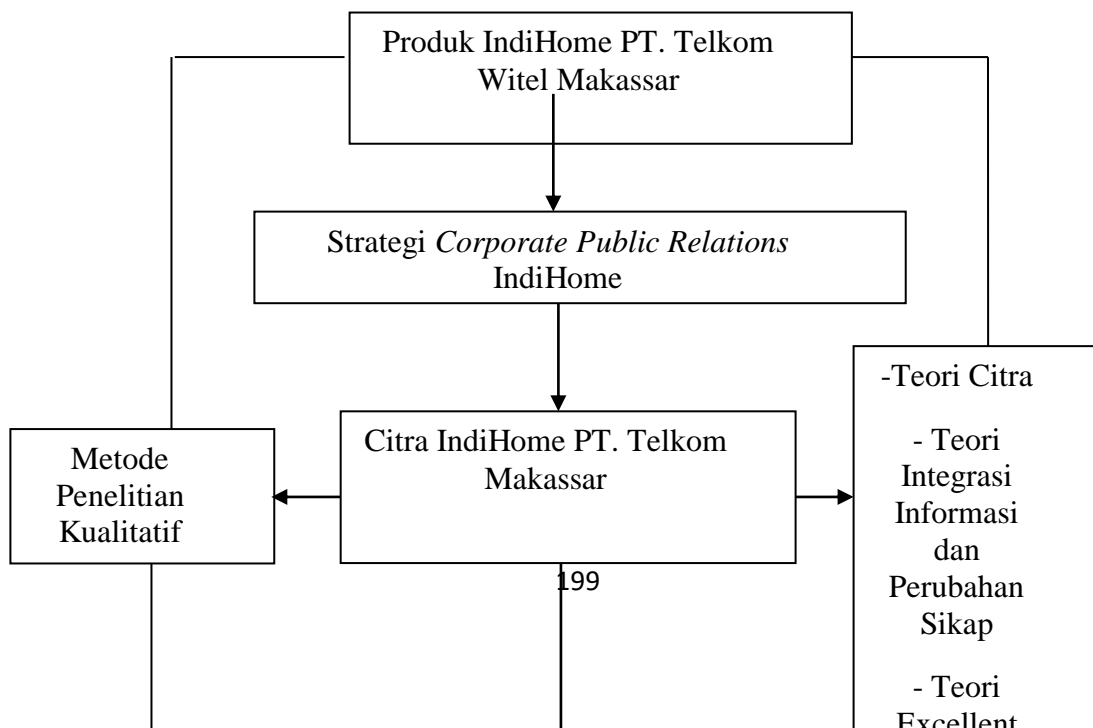 Produk IndiHome PT. Telkom
Witel Makassar
Strategi Corporate Public Relations
IndiHome
Citra IndiHome PT. Telkom
Makassar
Metode
Penelitian
Kualitatif
-Teori Citra
- Teori
Integrasi
Informasi
dan
Perubahan
Sikap
- Teori
Excellent
199